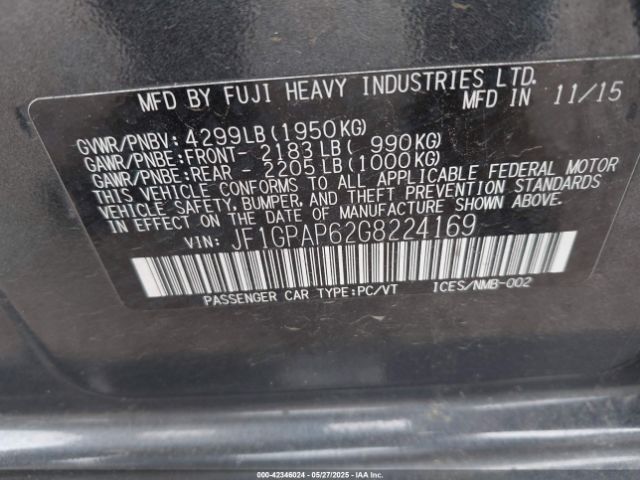 MFD BY FUJI HEAVY INDUSTRIES LTD.
MFD IN 11/15
GVWR/PNBV: 4299LB(1950KG)
GAWR/PNBE:FRONT- 2183LB( 990KG)
GAWR/PNBE:REAR - 2205LB(1000KG)
THIS VEHICLE CONFORMS TO ALL APPLICABLE FEDERAL MOTOR
VEHICLE SAFETY, BUMPER, AND THEFT PREVENTION STANDARDS
IN EFFECT ON THE DATE OF MANUFACTURE SHOWN ABOVE.
VIN: JF1GPAP62G8224169
PASSENGER CAR TYPE:PC/VT ICES/NMB-002
000-42346024 — 05/27/2025 — Copart, IAA, Inc.